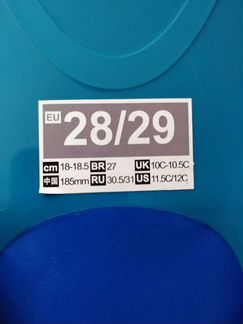 EU 28/29
cm 18-18.5 BR 27 UK 10C-10.5C
中国 185mm RU 30.5/31 US 11.5C/12C